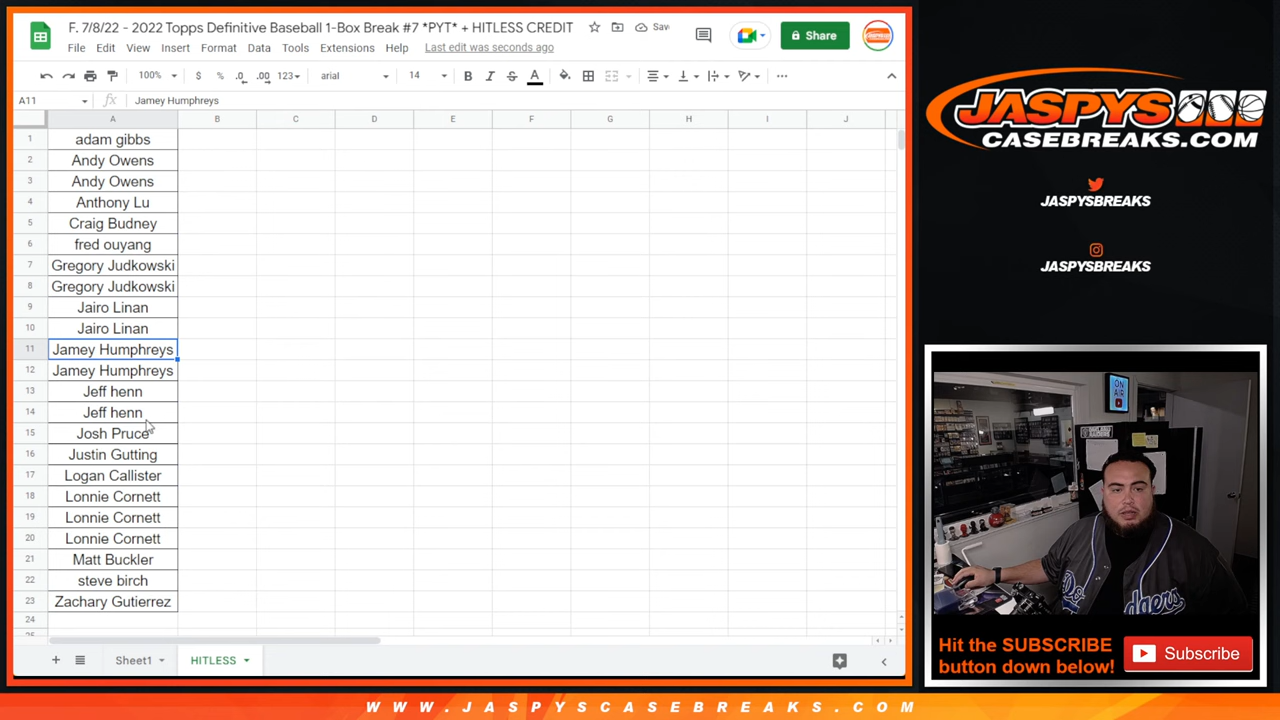 F. 7/8/22 - 2022 Topps Definitive Baseball 1-Box Break #7 *PYT* + HITLESS CREDIT
Sav
Share
File Edit View Insert Format Data Tools Extensions Help Last edit was seconds ago
100% $ % .0 .00 123 arial 14 B I S A
A11 fx Jamey Humphreys
A B C D E F G H I J
1 adam gibbs
2 Andy Owens
3 Andy Owens
4 Anthony Lu
5 Craig Budney
6 fred ouyang
7 Gregory Judkowski
8 Gregory Judkowski
9 Jairo Linan
10 Jairo Linan
11 Jamey Humphreys
12 Jamey Humphreys
13 Jeff henn
14 Jeff henn
15 Josh Pruce
16 Justin Gutting
17 Logan Callister
18 Lonnie Cornett
19 Lonnie Cornett
20 Lonnie Cornett
21 Matt Buckler
22 steve birch
23 Zachary Gutierrez
24
25
Sheet1 HITLESS
JASPYS
CASEBREAKS.COM
JASPYSBREAKS
JASPYSBREAKS
ON
AIR
Hit the SUBSCRIBE
button down below!
Subscribe
WWW.JASPYSCASEBREAKS.COM